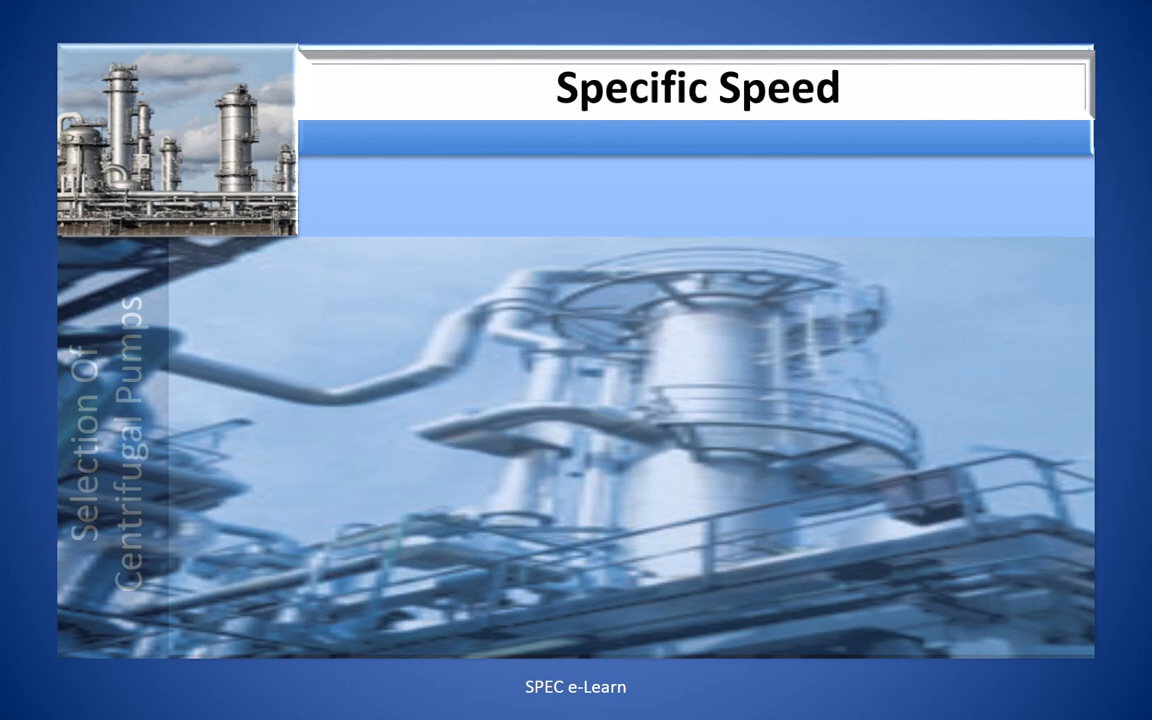 Specific Speed
Selection Of
Centrifugal Pumps
SPEC e-Learn